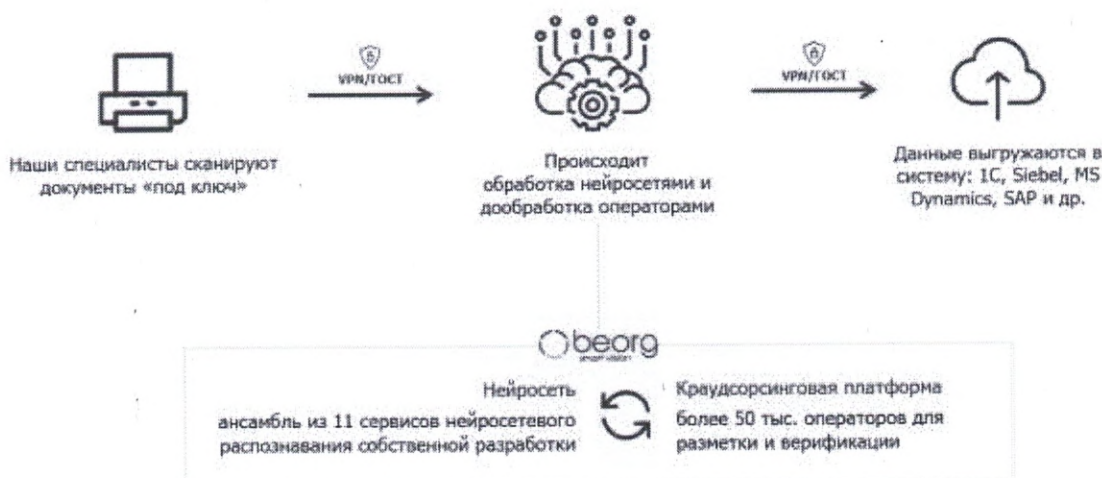 VPN/ГОСТ
VPN/ГОСТ
Наши специалисты сканируют
документы «под ключ»
Происходит
обработка нейросетями и
дообработка операторами
Данные выгружаются в
систему: 1С, Siebel, MS
Dynamics, SAP и др.
beorg
smart vision
Нейросеть
ансамбль из 11 сервисов нейросетевого
распознавания собственной разработки
Краудсорсинговая платформа
более 50 тыс. операторов для
разметки и верификации